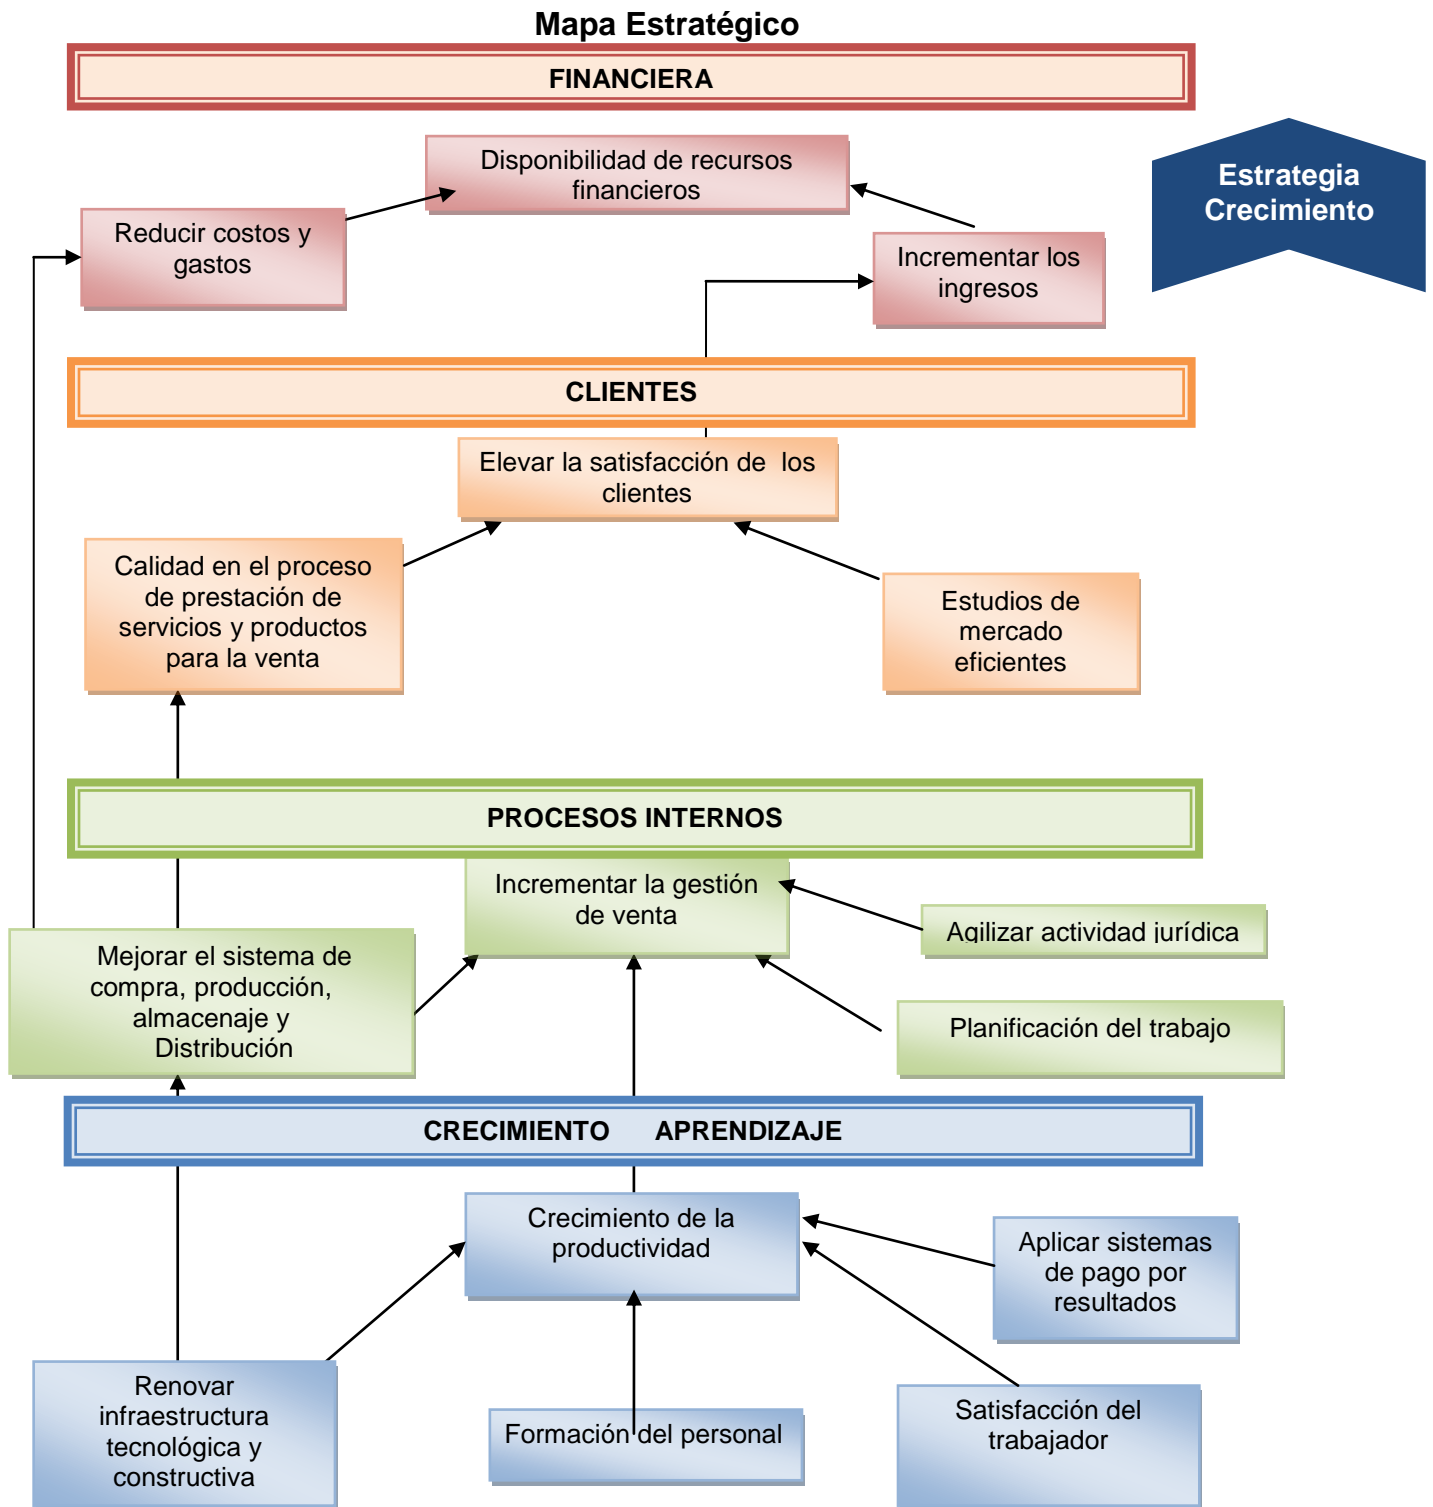 Mapa Estratégico
FINANCIERA
Disponibilidad de recursos
financieros
Estrategia
Crecimiento
Reducir costos y
gastos
Incrementar los
ingresos
CLIENTES
Elevar la satisfacción de los
clientes
Calidad en el proceso
de prestación de
servicios y productos
para la venta
Estudios de
mercado
eficientes
PROCESOS INTERNOS
Incrementar la gestión
de venta
Agilizar actividad jurídica
Mejorar el sistema de
compra, producción,
almacenaje y
Distribución
Planificación del trabajo
CRECIMIENTO APRENDIZAJE
Crecimiento de la
productividad
Aplicar sistemas
de pago por
resultados
Renovar
infraestructura
tecnológica y
constructiva
Formación del personal
Satisfacción del
trabajador